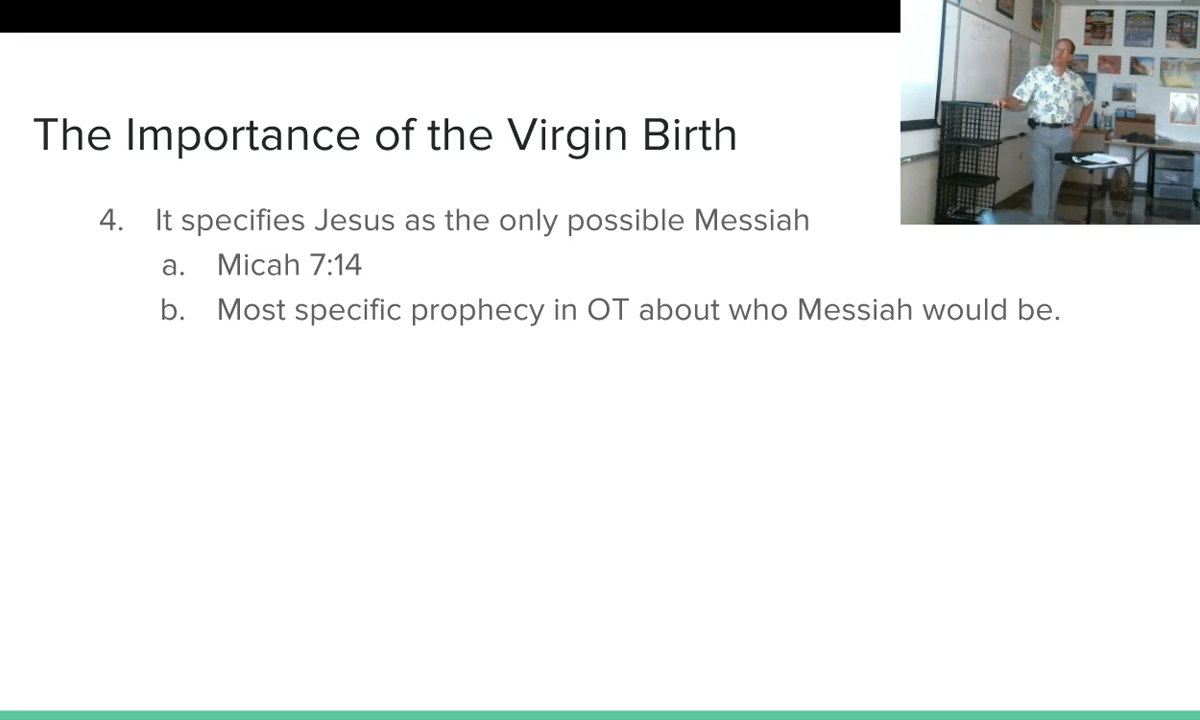 The Importance of the Virgin Birth
4. It specifies Jesus as the only possible Messiah
a. Micah 7:14
b. Most specific prophecy in OT about who Messiah would be.